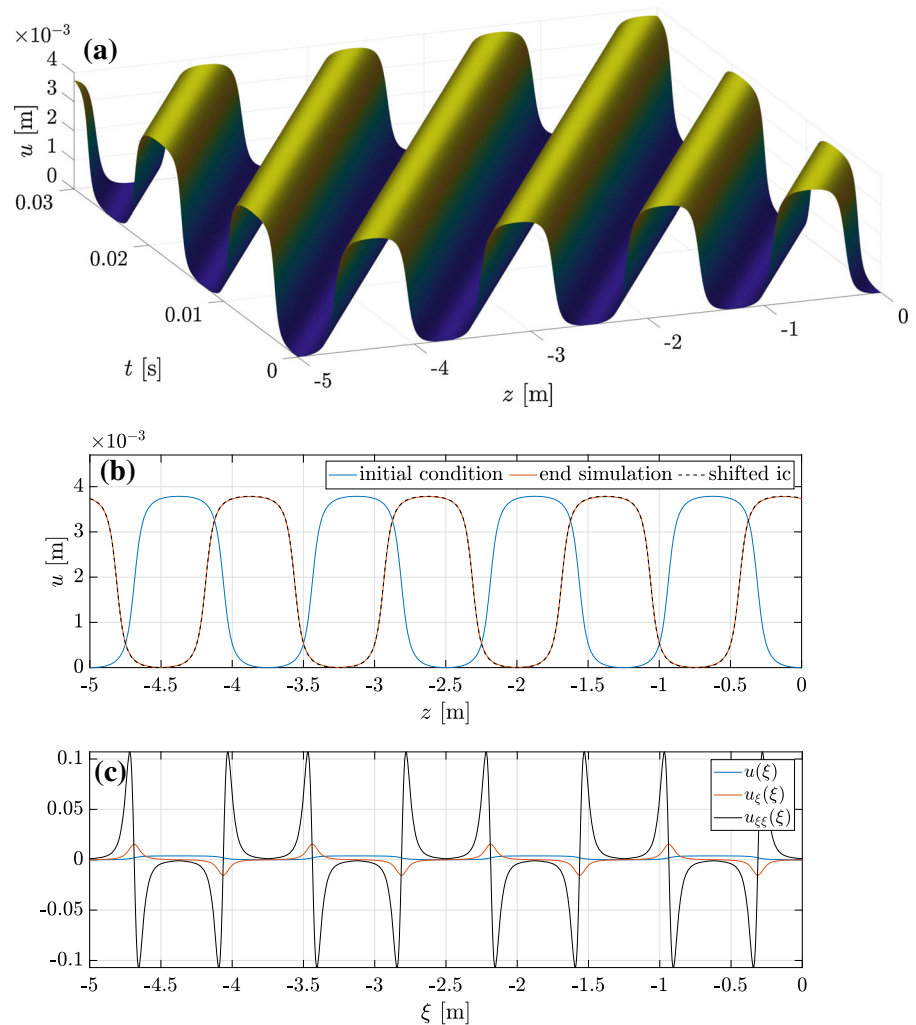 ×10⁻³
(a)
4
3
2
1
0
u [m]
0.03
0.02
0.01
0
t [s]
-5
-4
-3
-2
-1
0
z [m]
×10⁻³
(b)
initial condition
end simulation
shifted ic
4
3
2
1
0
u [m]
-5 -4.5 -4 -3.5 -3 -2.5 -2 -1.5 -1 -0.5 0
z [m]
(c)
u(ξ)
u_ξ(ξ)
u_ξξ(ξ)
0.1
0.05
0
-0.05
-0.1
-5 -4.5 -4 -3.5 -3 -2.5 -2 -1.5 -1 -0.5 0
ξ [m]